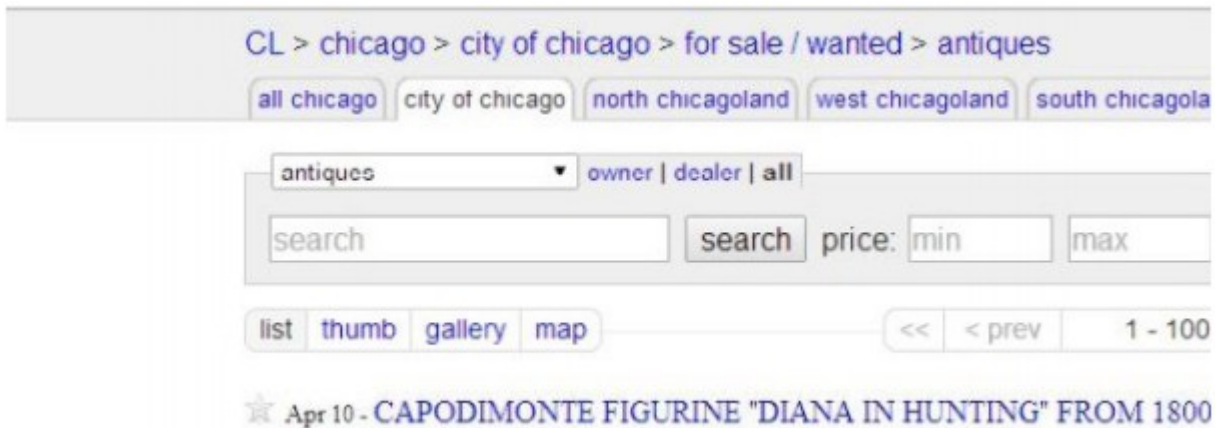 CL > chicago > city of chicago > for sale / wanted > antiques
all chicago city of chicago north chicagoland west chicagoland south chicagola
antiques owner | dealer | all
search search price: min max
list thumb gallery map << < prev 1 - 100
Apr 10 - CAPODIMONTE FIGURINE "DIANA IN HUNTING" FROM 1800